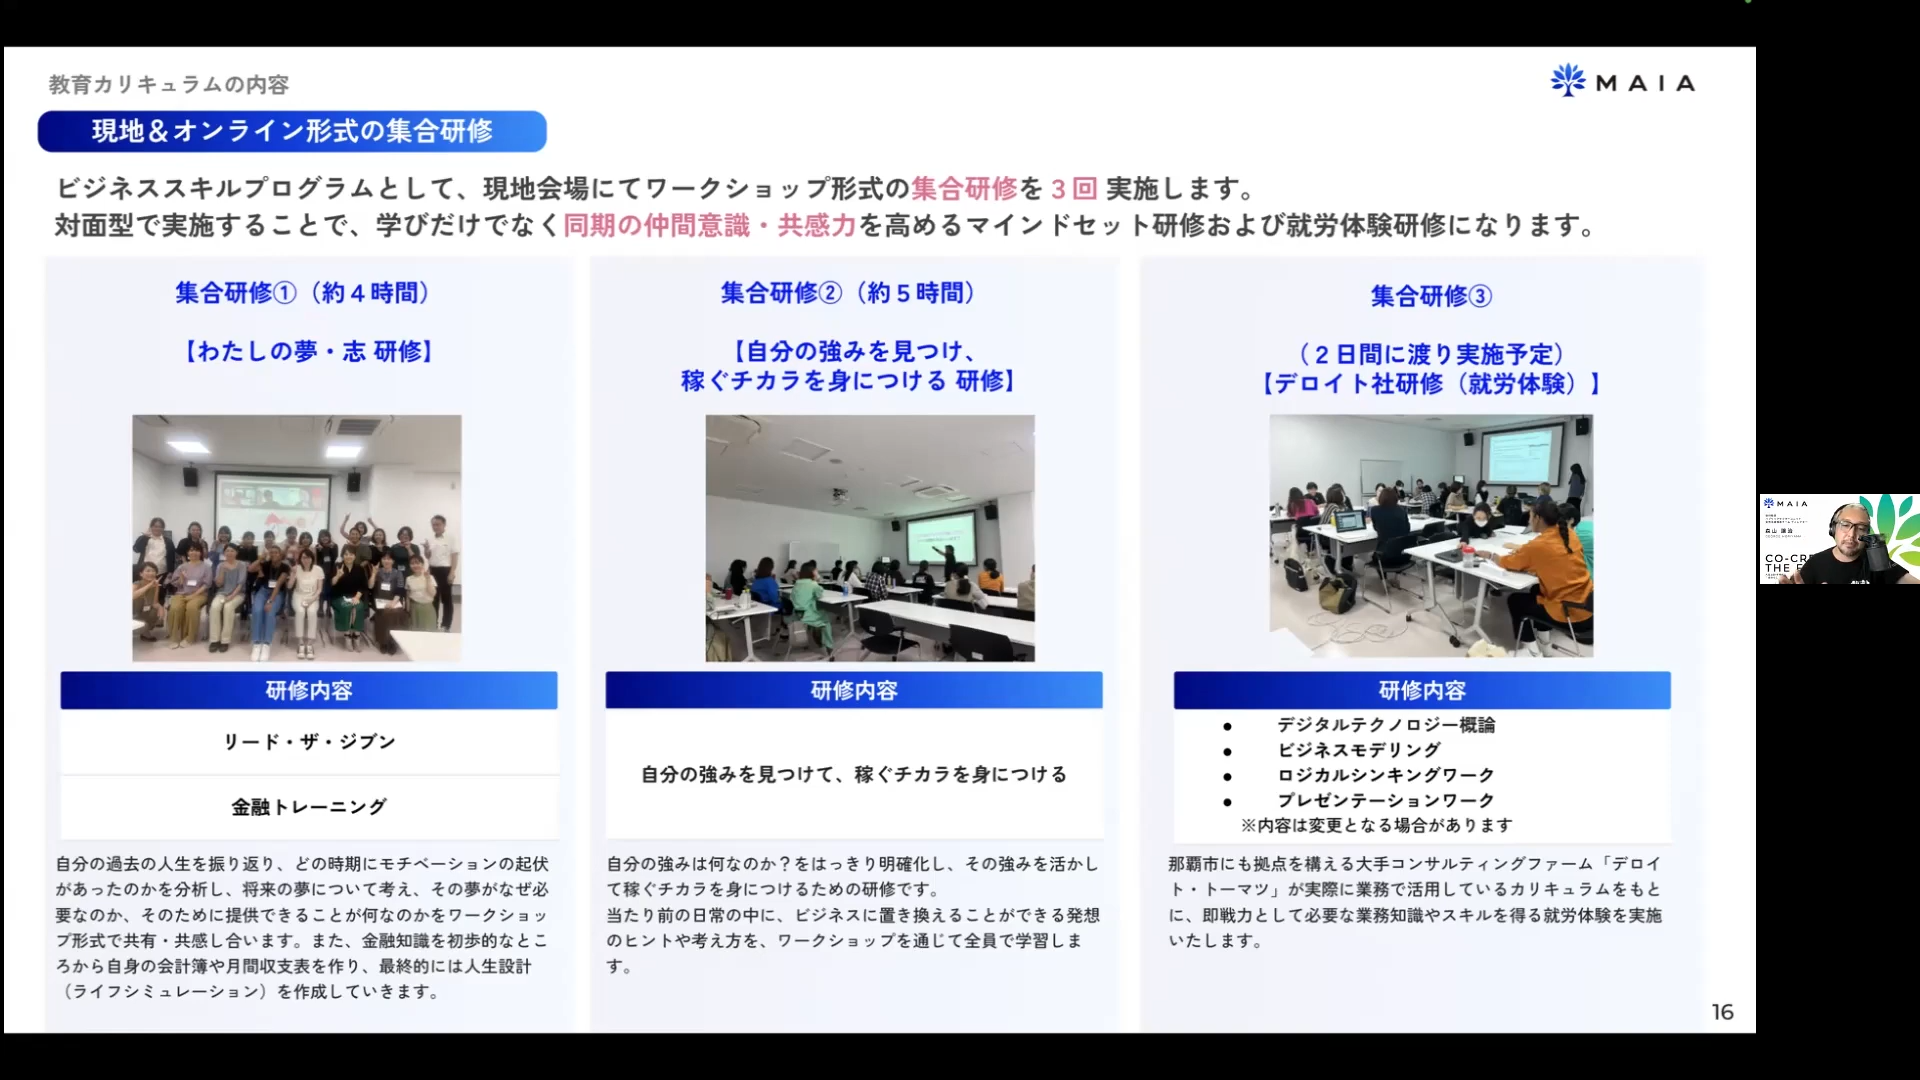 教育カリキュラムの内容
MAIA
現地＆オンライン形式の集合研修
ビジネススキルプログラムとして、現地会場にてワークショップ形式の集合研修を３回 実施します。
対面型で実施することで、学びだけでなく同期の仲間意識・共感力を高めるマインドセット研修および就労体験研修になります。
集合研修①（約４時間）
【わたしの夢・志 研修】
研修内容
リード・ザ・ジブン
金融トレーニング
自分の過去の人生を振り返り、どの時期にモチベーションの起伏
があったのかを分析し、将来の夢について考え、その夢がなぜ必
要なのか、そのために提供できることが何なのかをワークショッ
プ形式で共有・共感し合います。また、金融知識を初歩的なとこ
ろから自身の会計簿や月間収支表を作り、最終的には人生設計
（ライフシミュレーション）を作成していきます。
集合研修②（約５時間）
【自分の強みを見つけ、
稼ぐチカラを身につける 研修】
研修内容
自分の強みを見つけて、稼ぐチカラを身につける
自分の強みは何なのか？をはっきり明確化し、その強みを活かし
て稼ぐチカラを身につけるための研修です。
当たり前の日常の中に、ビジネスに置き換えることができる発想
のヒントや考え方を、ワークショップを通じて全員で学習しま
す。
集合研修③
（２日間に渡り実施予定）
【デロイト社研修（就労体験）】
研修内容
● デジタルテクノロジー概論
● ビジネスモデリング
● ロジカルシンキングワーク
● プレゼンテーションワーク
※内容は変更となる場合があります
那覇市にも拠点を構える大手コンサルティングファーム「デロイ
ト・トーマツ」が実際に業務で活用しているカリキュラムをもと
に、即戦力として必要な業務知識やスキルを得る就労体験を実施
いたします。
16
MAIA
CO-CRE
THE F